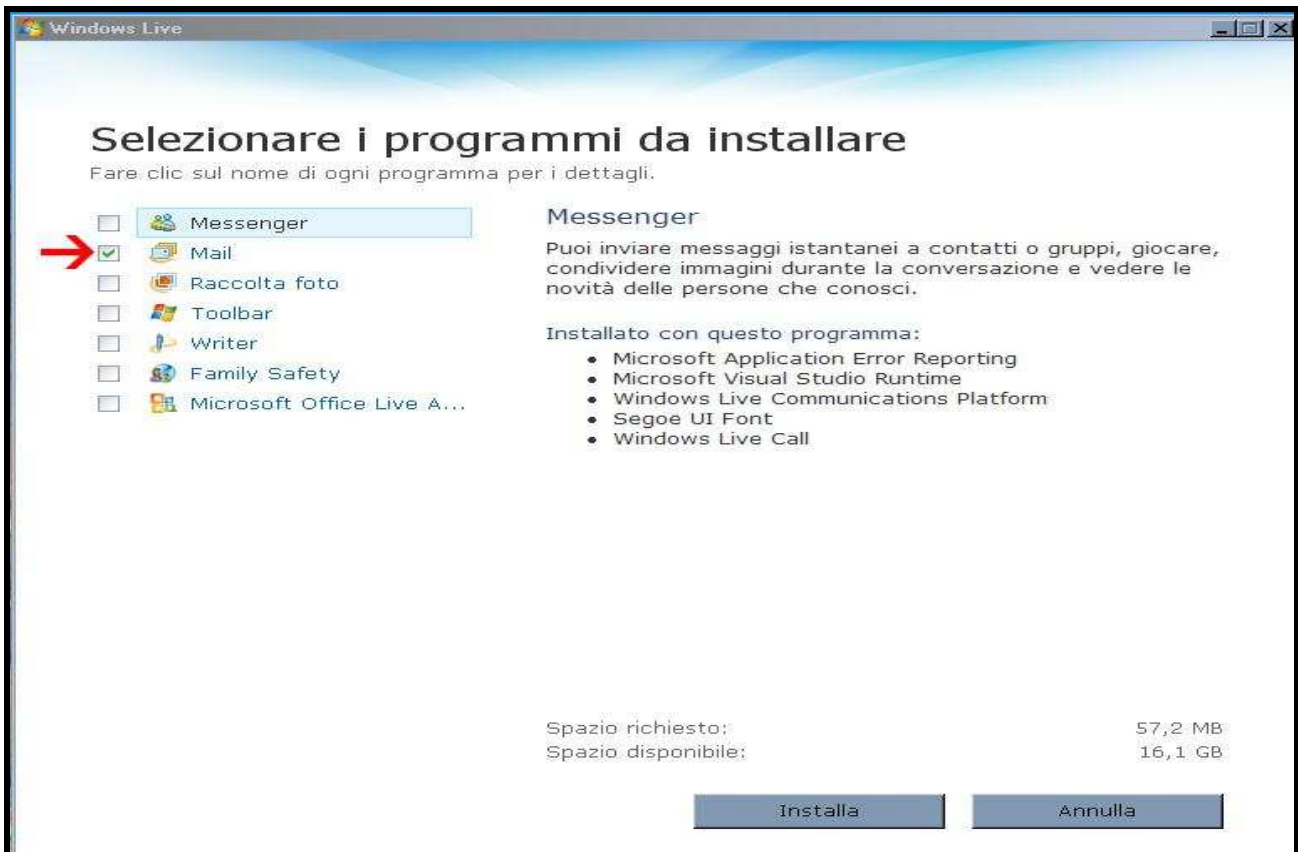 Windows Live
Selezionare i programmi da installare
Fare clic sul nome di ogni programma per i dettagli.
Messenger
Mail
Raccolta foto
Toolbar
Writer
Family Safety
Microsoft Office Live A...
Messenger
Puoi inviare messaggi istantanei a contatti o gruppi, giocare,
condividere immagini durante la conversazione e vedere le
novità delle persone che conosci.
Installato con questo programma:
• Microsoft Application Error Reporting
• Microsoft Visual Studio Runtime
• Windows Live Communications Platform
• Segoe UI Font
• Windows Live Call
Spazio richiesto: 57,2 MB
Spazio disponibile: 16,1 GB
Installa Annulla